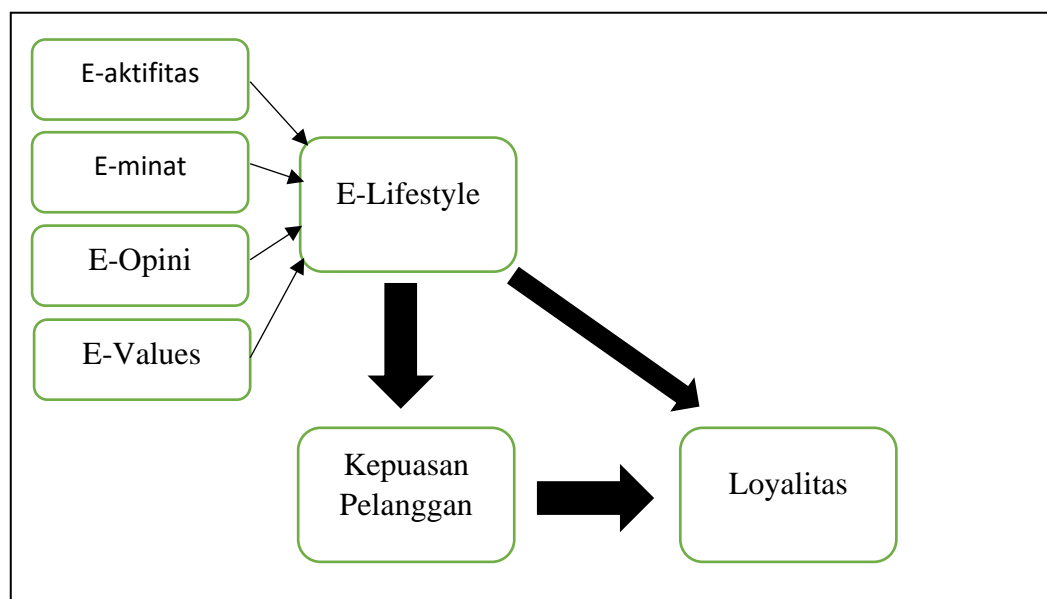 E-aktifitas
E-minat
E-Opini
E-Values
E-Lifestyle
Kepuasan
Pelanggan
Loyalitas